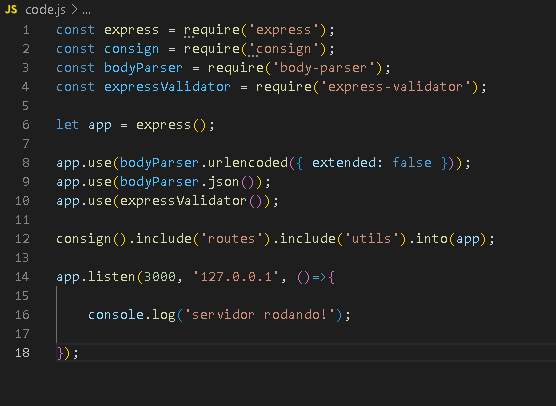 JS code.js > ...
1 const express = require('express');
2 const consign = require('consign');
3 const bodyParser = require('body-parser');
4 const expressValidator = require('express-validator');
5
6 let app = express();
7
8 app.use(bodyParser.urlencoded({ extended: false }));
9 app.use(bodyParser.json());
10 app.use(expressValidator());
11
12 consign().include('routes').include('utils').into(app);
13
14 app.listen(3000, '127.0.0.1', ()=>{
15
16 console.log('servidor rodando!');
17
18 });